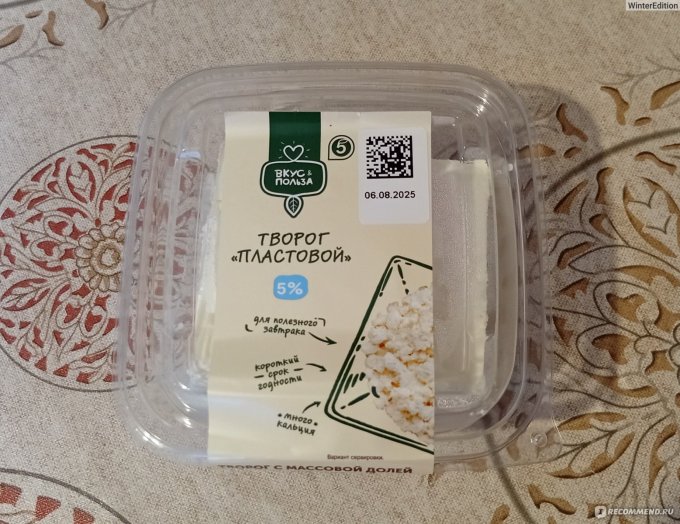 WinterEdition
5
ВКУС &
ПОЛЬЗА
06.08.2025
ТВОРОГ
«ПЛАСТОВОЙ»
5%
для полезного
завтрака
короткий
срок
годности
много
кальция
Вариант сервировки.
ТВОРОГ С МАССОВОЙ ДОЛЕЙ
IRECOMMEND.RU